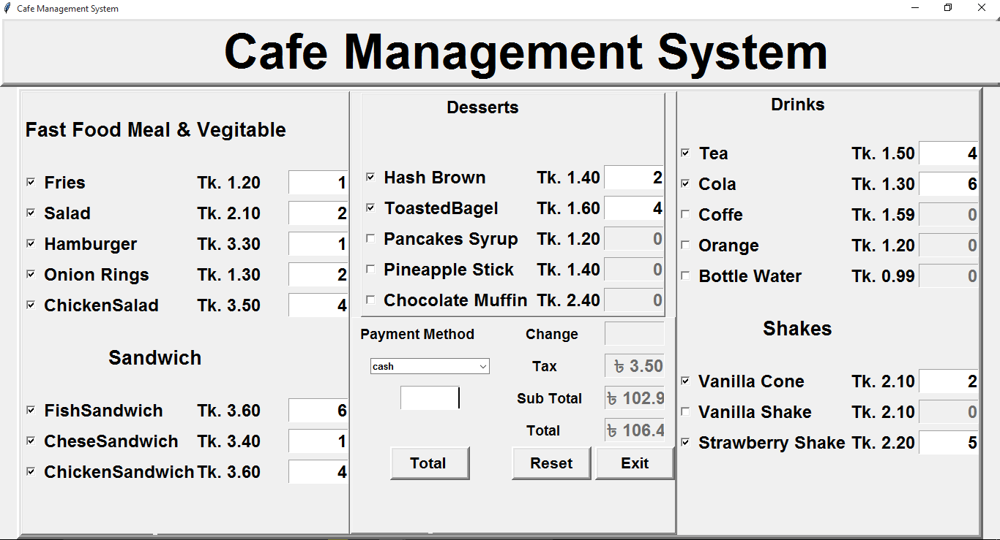 Cafe Management System
Cafe Management System
Fast Food Meal & Vegitable
Fries Tk. 1.20 1
Salad Tk. 2.10 2
Hamburger Tk. 3.30 1
Onion Rings Tk. 1.30 2
ChickenSalad Tk. 3.50 4
Sandwich
FishSandwich Tk. 3.60 6
CheseSandwich Tk. 3.40 1
ChickenSandwich Tk. 3.60 4
Desserts
Hash Brown Tk. 1.40 2
ToastedBagel Tk. 1.60 4
Pancakes Syrup Tk. 1.20 0
Pineapple Stick Tk. 1.40 0
Chocolate Muffin Tk. 2.40 0
Payment Method Change
cash Tax ৳ 3.50
Sub Total ৳ 102.9
Total ৳ 106.4
Total Reset Exit
Drinks
Tea Tk. 1.50 4
Cola Tk. 1.30 6
Coffe Tk. 1.59 0
Orange Tk. 1.20 0
Bottle Water Tk. 0.99 0
Shakes
Vanilla Cone Tk. 2.10 2
Vanilla Shake Tk. 2.10 0
Strawberry Shake Tk. 2.20 5